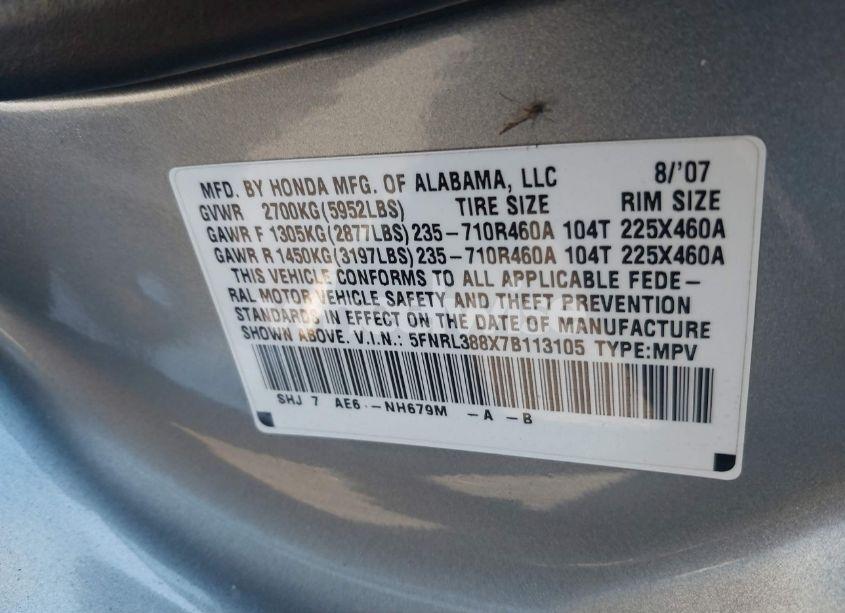 MFD. BY HONDA MFG. OF ALABAMA, LLC 8/'07
GVWR 2700KG(5952LBS) TIRE SIZE RIM SIZE
GAWR F 1305KG(2877LBS) 235-710R460A 104T 225X460A
GAWR R 1450KG(3197LBS) 235-710R460A 104T 225X460A
THIS VEHICLE CONFORMS TO ALL APPLICABLE FEDE-
RAL MOTOR VEHICLE SAFETY AND THEFT PREVENTION
STANDARDS IN EFFECT ON THE DATE OF MANUFACTURE
SHOWN ABOVE. V.I.N.: 5FNRL388X7B113105 TYPE:MPV
SHJ 7 AE6 -NH679M -A -B